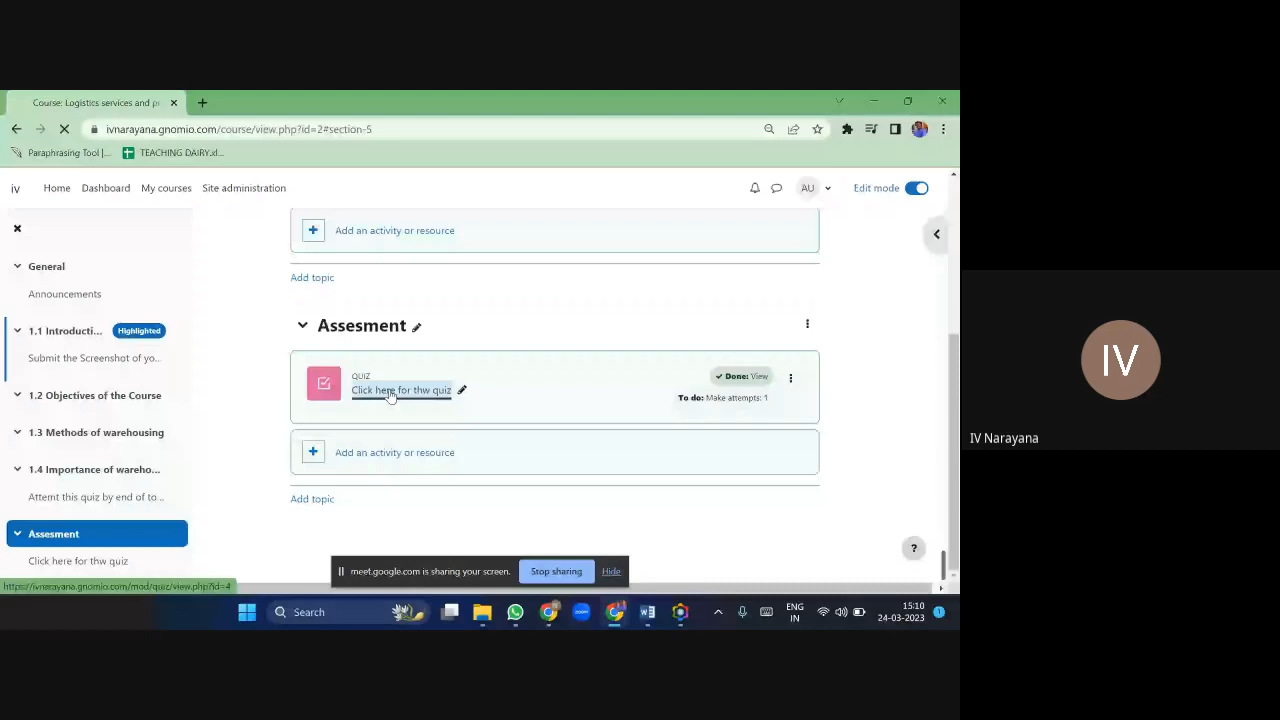 Course: Logistics services and pr
ivnarayana.gnomio.com/course/view.php?id=2#section-5
Paraphrasing Tool |...
TEACHING DAIRY.xl...
iv
Home
Dashboard
My courses
Site administration
AU
Edit mode
General
Announcements
1.1 Introducti...
Highlighted
Submit the Screenshot of yo...
1.2 Objectives of the Course
1.3 Methods of warehousing
1.4 Importance of wareho...
Attemt this quiz by end of to ...
Assesment
Click here for thw quiz
Add an activity or resource
Add topic
Assesment
QUIZ
Click here for thw quiz
Done: View
To do: Make attempts: 1
Add an activity or resource
Add topic
?
meet.google.com is sharing your screen.
Stop sharing
Hide
https://ivnarayana.gnomio.com/mod/quiz/view.php?id=4
Search
ENG
IN
15:10
24-03-2023
1
IV
IV Narayana